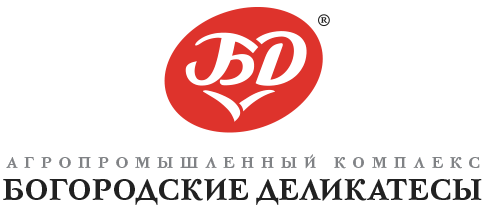 БД®
АГРОПРОМЫШЛЕННЫЙ КОМПЛЕКС
БОГОРОДСКИЕ ДЕЛИКАТЕСЫ